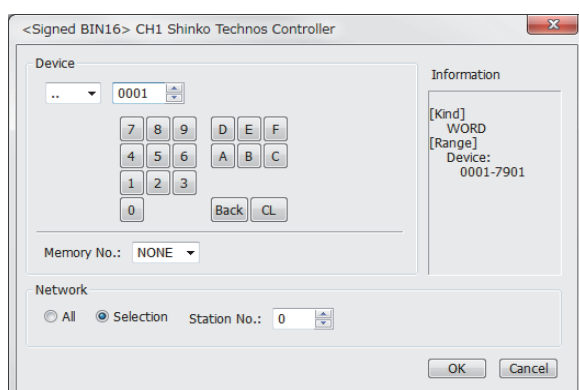 <Signed BIN16> CH1 Shinko Technos Controller
Device
.. 0001
7 8 9 D E F
4 5 6 A B C
1 2 3
0 Back CL
Memory No.: NONE
Information
[Kind]
WORD
[Range]
Device:
0001-7901
Network
All Selection Station No.: 0
OK Cancel